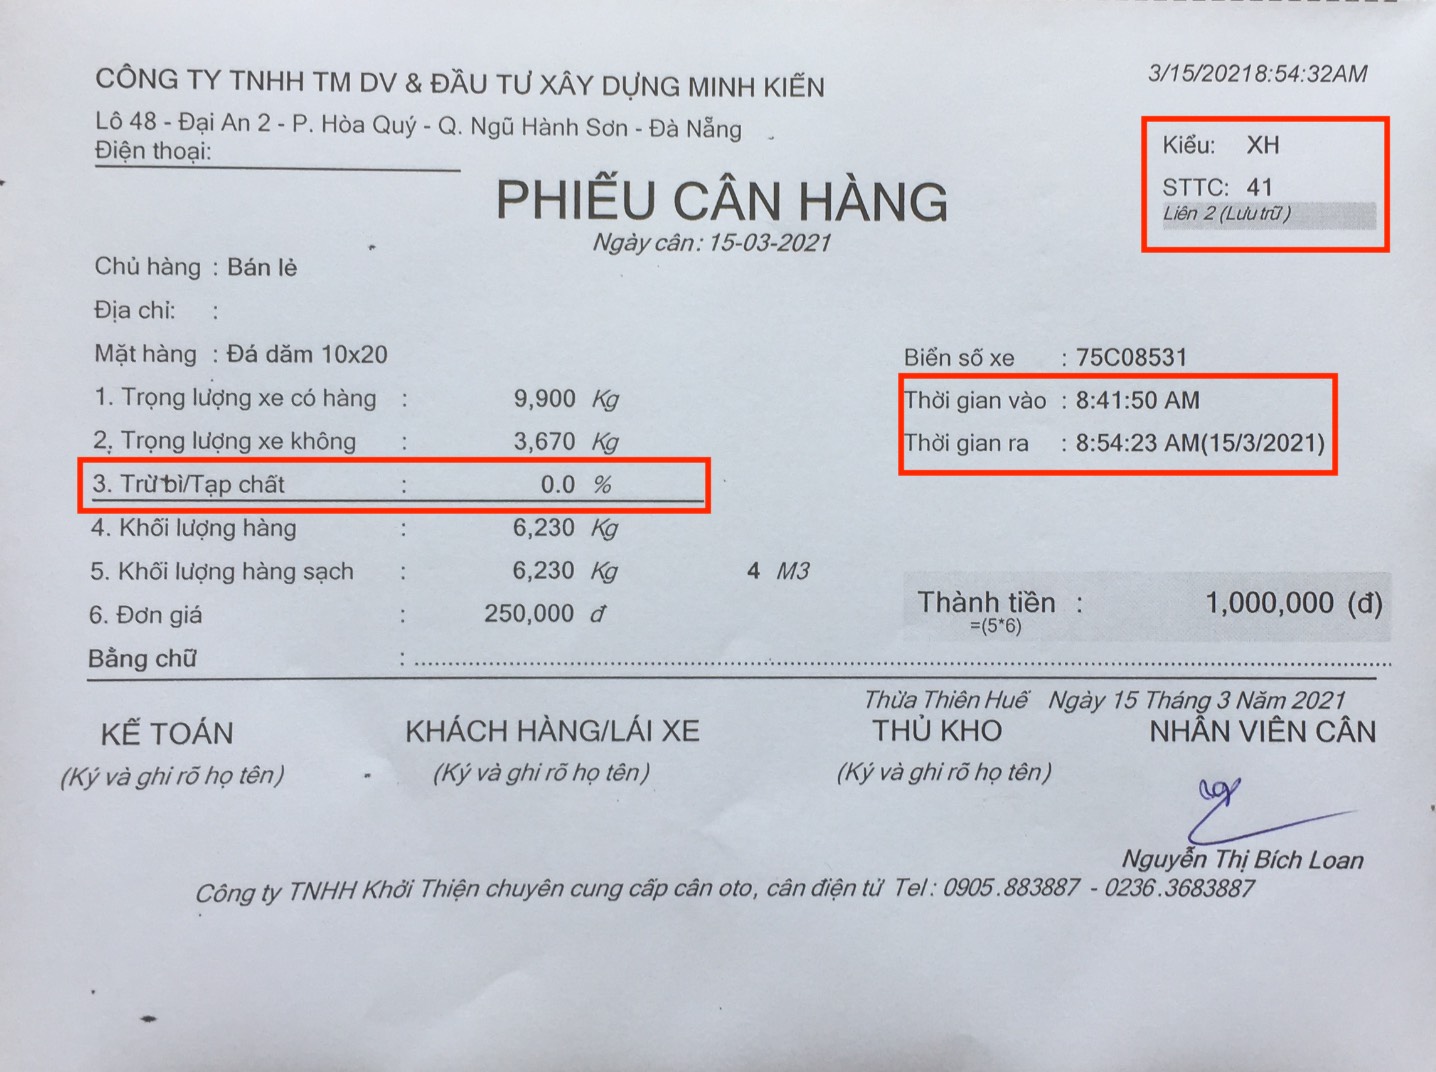 CÔNG TY TNHH TM DV & ĐẦU TƯ XÂY DỰNG MINH KIẾN
3/15/20218:54:32AM
Lô 48 - Đại An 2 - P. Hòa Quý - Q. Ngũ Hành Sơn - Đà Nẵng
Điện thoại:
Kiểu: XH
STTC: 41
Liên 2 (Lưu trữ)
PHIẾU CÂN HÀNG
Ngày cân: 15-03-2021
Chủ hàng : Bán lẻ
Địa chỉ: :
Mặt hàng : Đá dăm 10x20
Biển số xe : 75C08531
1. Trọng lượng xe có hàng : 9,900 Kg
Thời gian vào : 8:41:50 AM
2. Trọng lượng xe không : 3,670 Kg
Thời gian ra : 8:54:23 AM(15/3/2021)
3. Trừ bì/Tạp chất : 0.0 %
4. Khối lượng hàng : 6,230 Kg
5. Khối lượng hàng sạch : 6,230 Kg 4 M3
6. Đơn giá : 250,000 đ
Thành tiền : 1,000,000 (đ)
=(5*6)
Bằng chữ :
Thừa Thiên Huế Ngày 15 Tháng 3 Năm 2021
KẾ TOÁN KHÁCH HÀNG/LÁI XE THỦ KHO NHÂN VIÊN CÂN
(Ký và ghi rõ họ tên) (Ký và ghi rõ họ tên) (Ký và ghi rõ họ tên)
Nguyễn Thị Bích Loan
Công ty TNHH Khởi Thiện chuyên cung cấp cân oto, cân điện tử Tel: 0905.883887 - 0236.3683887